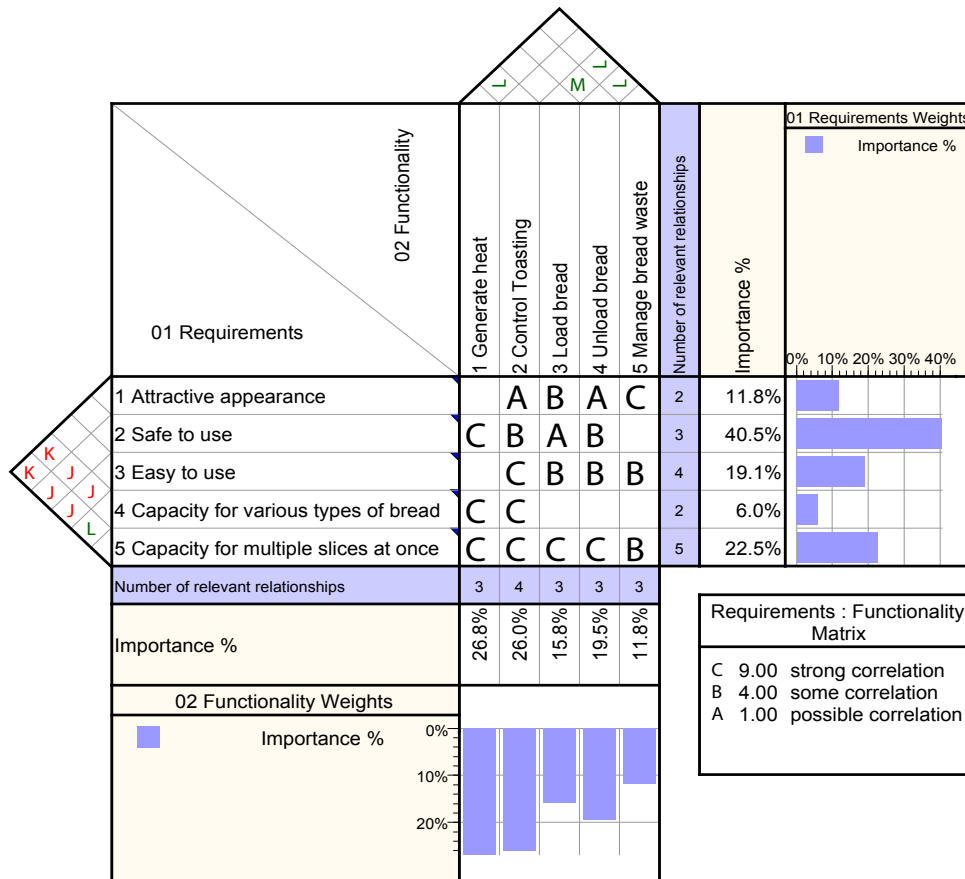 L
L M L
01 Requirements Weights
Importance %
02 Functionality
01 Requirements
1 Generate heat
2 Control Toasting
3 Load bread
4 Unload bread
5 Manage bread waste
Number of relevant relationships
Importance %
0% 10% 20% 30% 40%
1 Attractive appearance A B A C 2 11.8%
2 Safe to use C B A B 3 40.5%
3 Easy to use C B B B 4 19.1%
4 Capacity for various types of bread C C 2 6.0%
5 Capacity for multiple slices at once C C C C B 5 22.5%
K
K J
J J
J
L
Number of relevant relationships 3 4 3 3 3
Importance % 26.8% 26.0% 15.8% 19.5% 11.8%
02 Functionality Weights
Importance %
0%
10%
20%
Requirements : Functionality
Matrix
C 9.00 strong correlation
B 4.00 some correlation
A 1.00 possible correlation